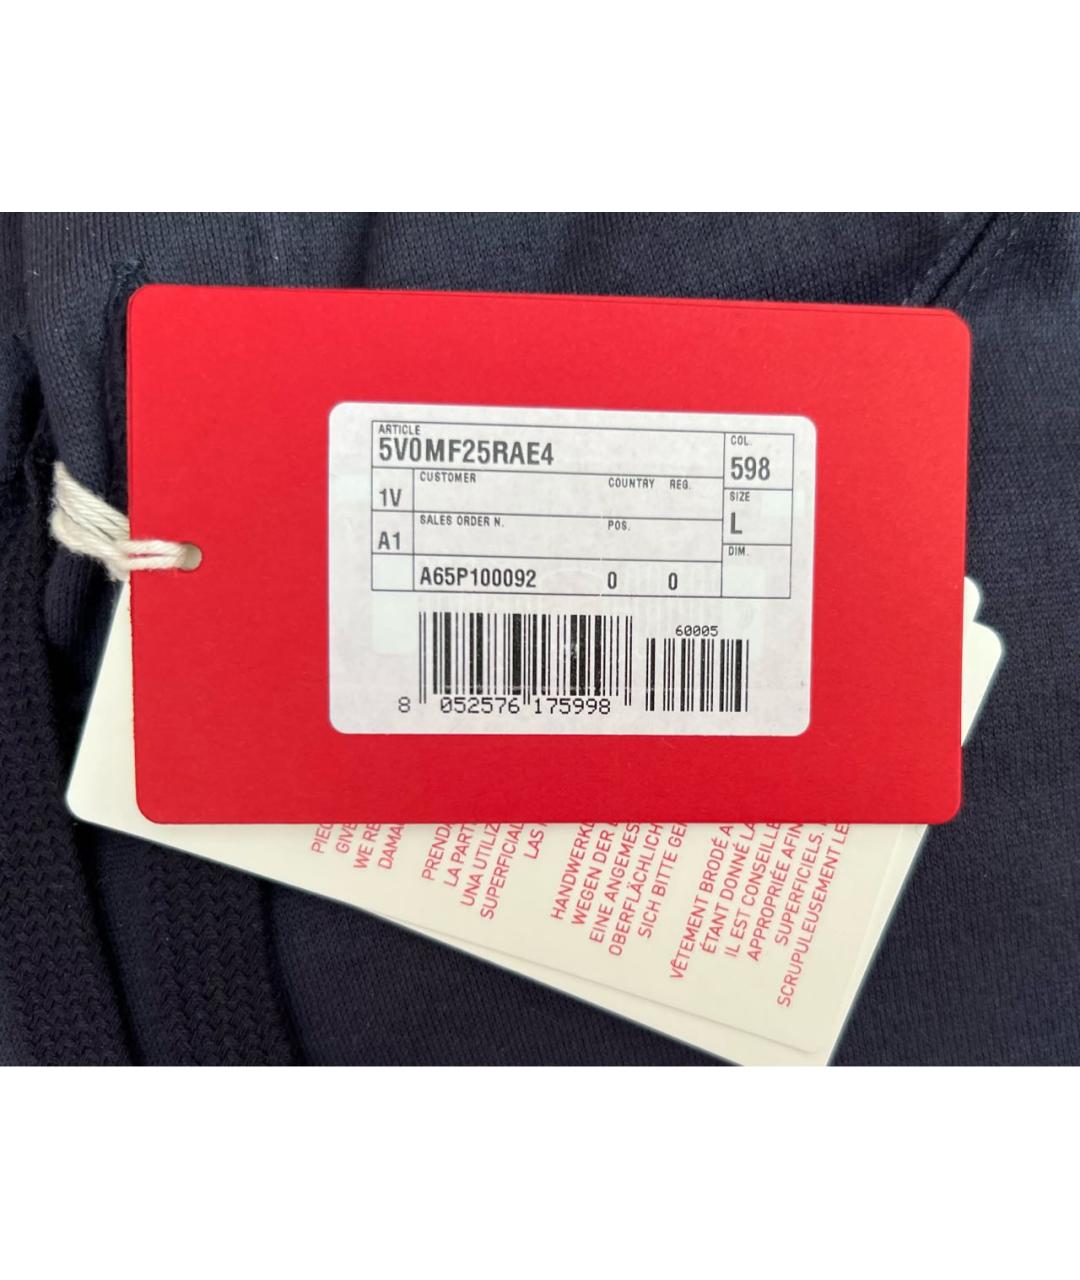 ARTICLE
5V0MF25RAE4
COL.
598
1V
CUSTOMER
COUNTRY REG.
SIZE
L
A1
SALES ORDER N.
POS.
DIM.
A65P100092 0 0
60005
8 052576 175998
GIVE
WE RE
DAMA
PRENDA
LA PART
UNA UTILIZ
SUPERFICIAL
LAS
HANDWERKL
WEGEN DER
EINE ANGEMES
OBERFLÄCHLICH
SICH BITTE GE
VÊTEMENT BRODÉ A
ÉTANT DONNÉ LA
IL EST CONSEILLÉ
APPROPRIÉE AFIN
SUPERFICIELS.
SCRUPULEUSEMENT LE